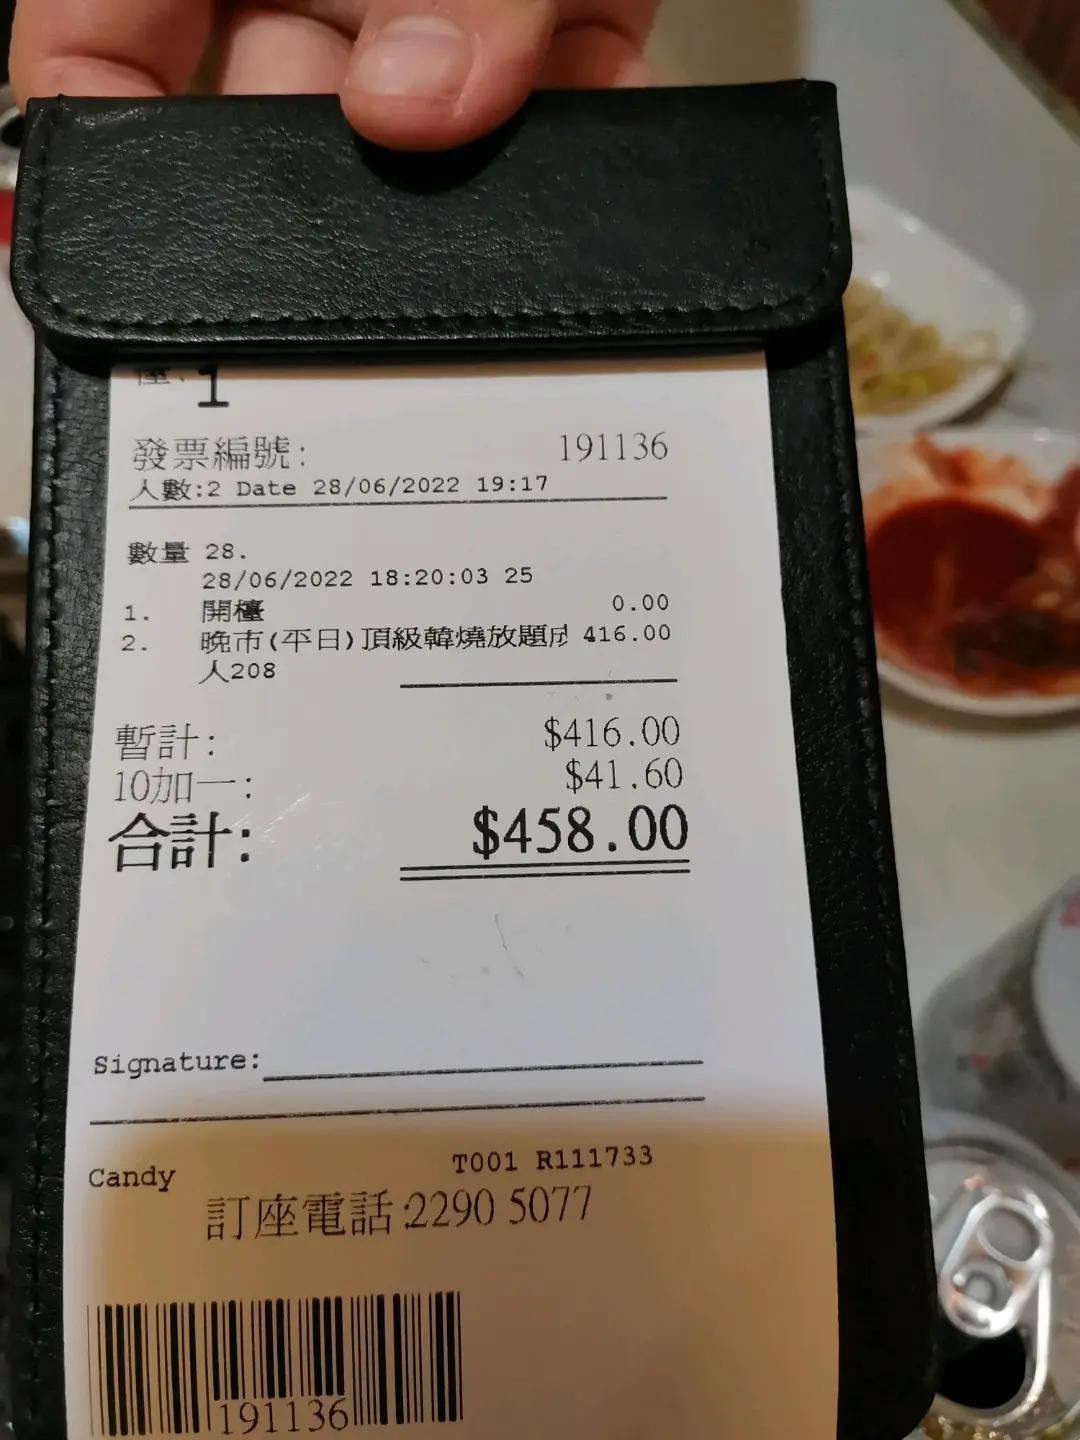 1
發票編號: 191136
人數:2 Date 28/06/2022 19:17
數量 28.
28/06/2022 18:20:03 25
1. 開檯 0.00
2. 晚市(平日)頂級韓燒放題成 416.00
人208
暫計: $416.00
10加一: $41.60
合計: $458.00
Signature:
Candy T001 R111733
訂座電話:2290 5077
191136